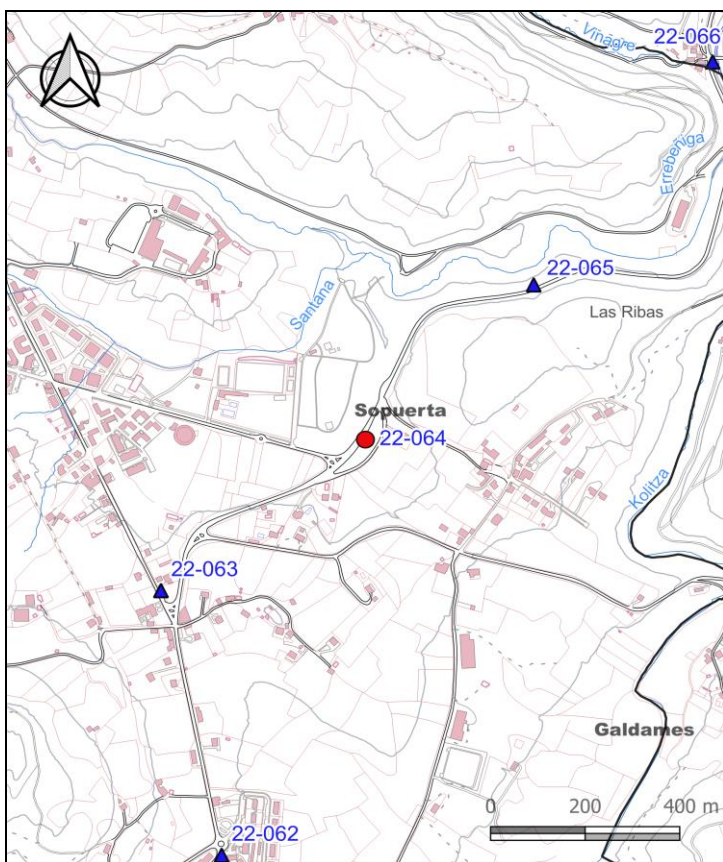 Vinagre
22-066
Errebeñiga
22-065
Santana
Las Ribas
Sopuerta
22-064
Kolitza
22-063
Galdames
0 200 400 m
22-062